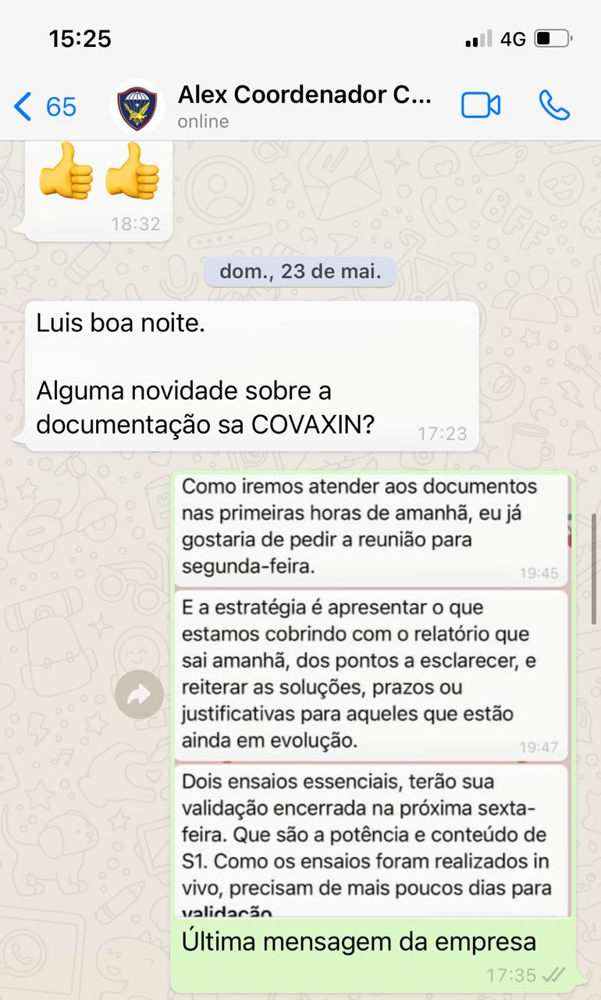 15:25
4G
65
Alex Coordenador C...
online
18:32
dom., 23 de mai.
Luis boa noite.
Alguma novidade sobre a
documentação sa COVAXIN?
17:23
Como iremos atender aos documentos
nas primeiras horas de amanhã, eu já
gostaria de pedir a reunião para
segunda-feira.
19:45
E a estratégia é apresentar o que
estamos cobrindo com o relatório que
sai amanhã, dos pontos a esclarecer, e
reiterar as soluções, prazos ou
justificativas para aqueles que estão
ainda em evolução.
19:47
Dois ensaios essenciais, terão sua
validação encerrada na próxima sexta-
feira. Que são a potência e conteúdo de
S1. Como os ensaios foram realizados in
vivo, precisam de mais poucos dias para
validação
Última mensagem da empresa
17:35